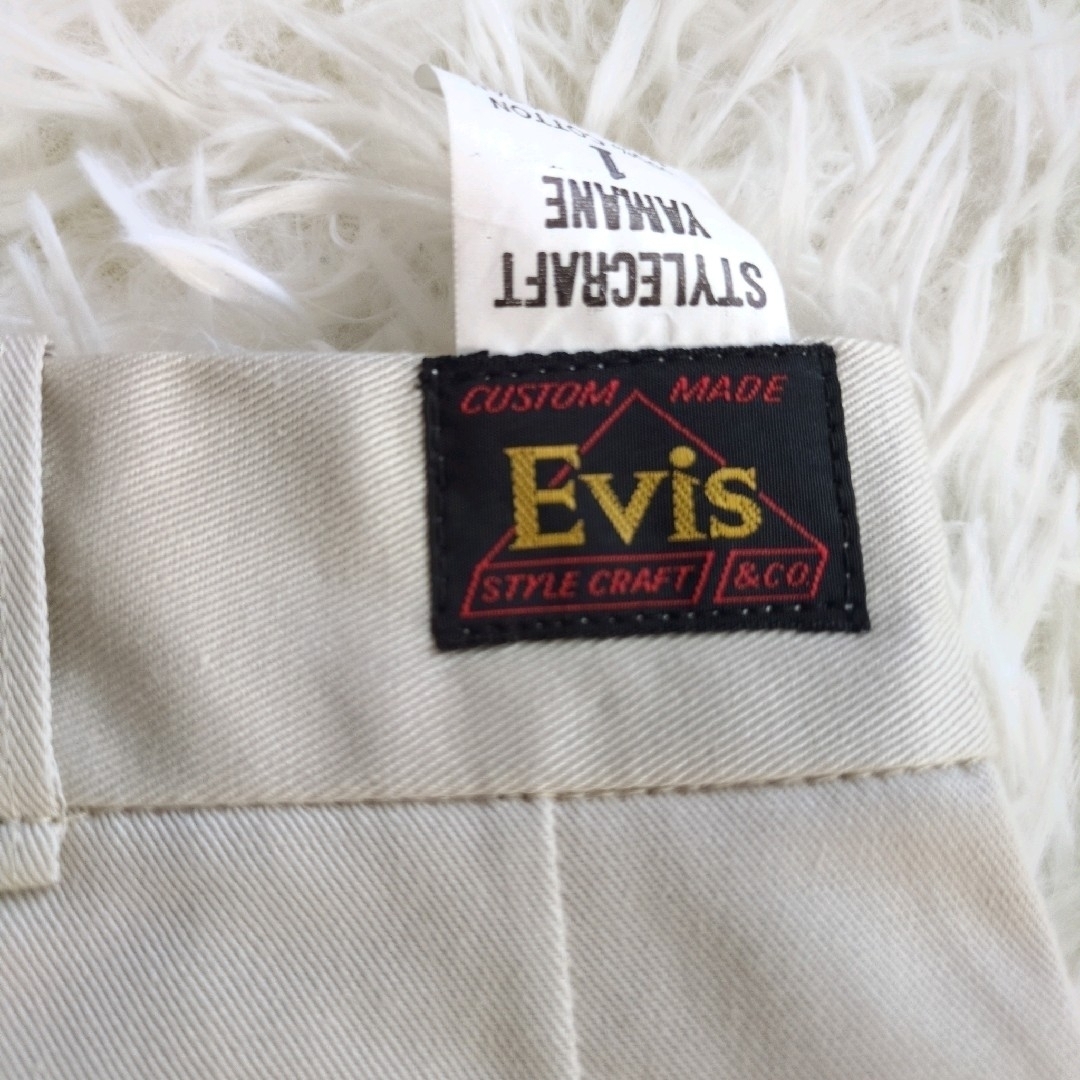 STYLECRAFT
YAMANE
1
CUSTOM MADE
Evis
STYLE CRAFT &CO.